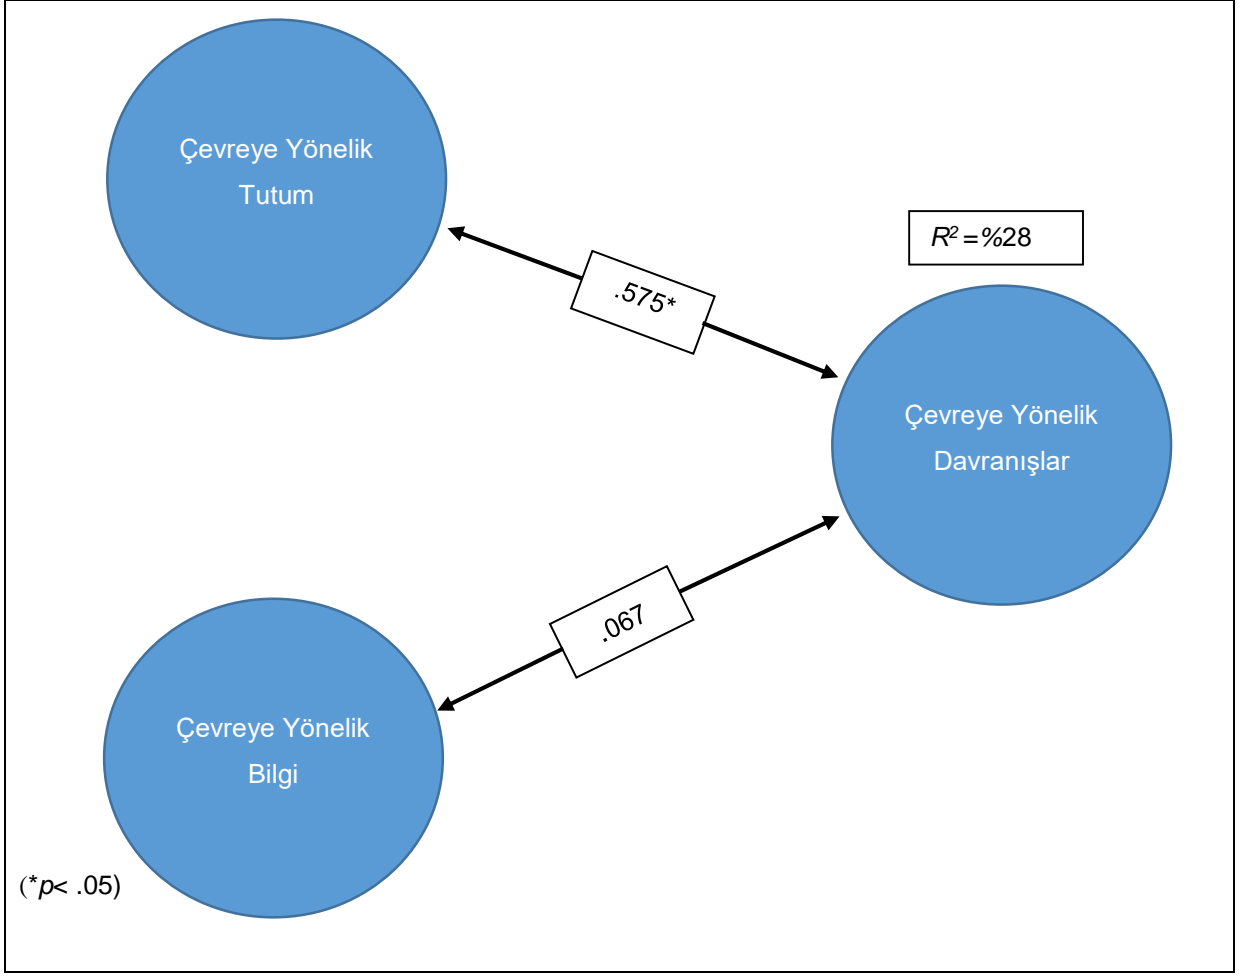 Çevreye Yönelik
Tutum
R² = %28
.575*
Çevreye Yönelik
Davranışlar
.067
Çevreye Yönelik
Bilgi
(*p< .05)